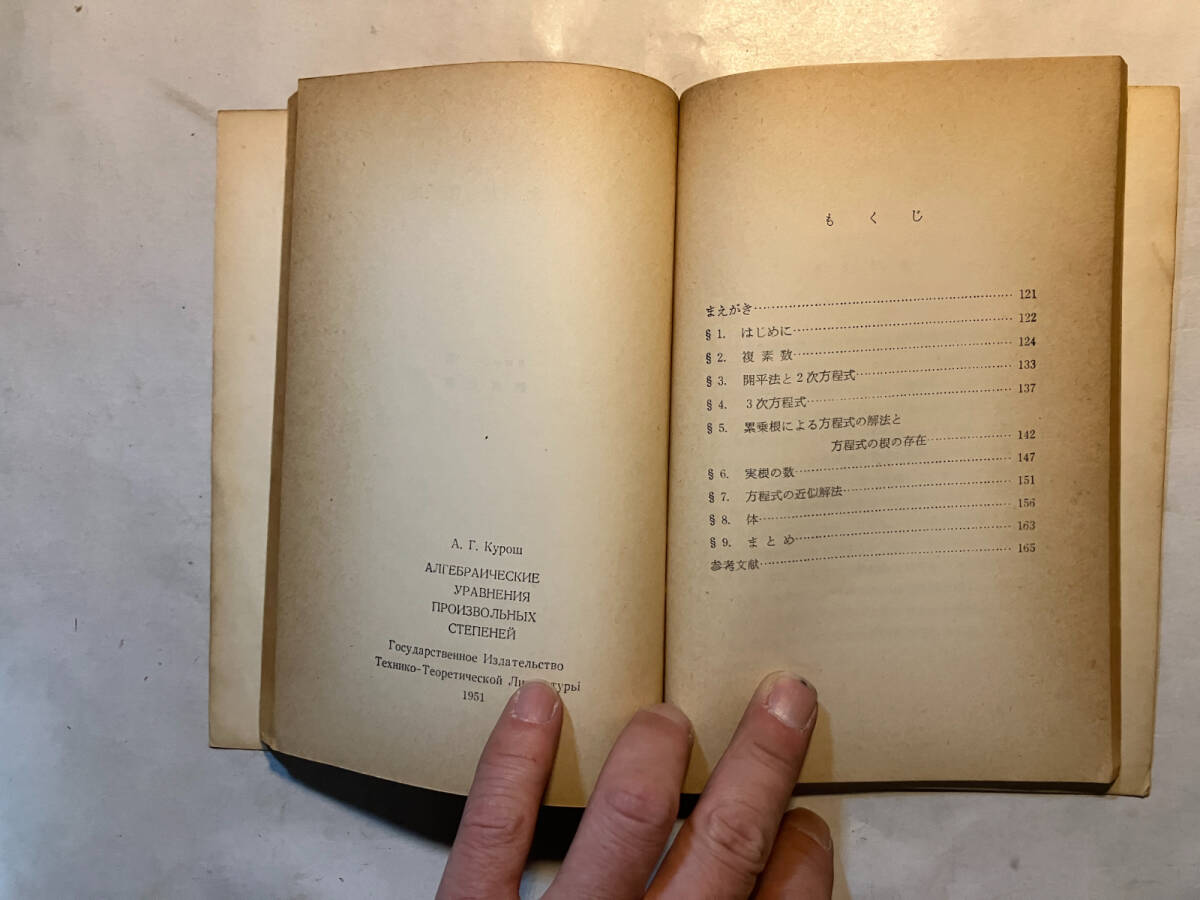 А. Г. Курош
АЛГЕБРАИЧЕСКИЕ
УРАВНЕНИЯ
ПРОИЗВОЛЬНЫХ
СТЕПЕНЕЙ
Государственное Издательство
Технико-Теоретической
1951
もくじ
まえがき…………………… 121
§ 1. はじめに…………………… 122
§ 2. 複素数…………………… 124
§ 3. 開平法と2次方程式…………………… 133
§ 4. 3次方程式…………………… 137
§ 5. 累乗根による方程式の解法と
方程式の根の存在…………………… 142
§ 6. 実根の数…………………… 147
§ 7. 方程式の近似解法…………………… 151
§ 8. 体…………………… 156
§ 9. まとめ…………………… 163
参考文献…………………… 165